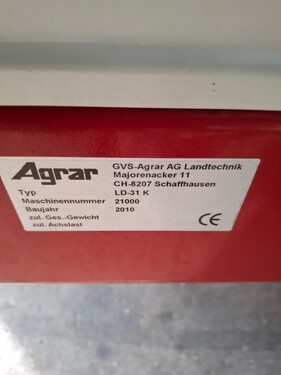 Agrar
GVS-Agrar AG Landtechnik
Majorenacker 11
CH-8207 Schaffhausen
Typ LD-31 K
Maschinennummer 21000
Baujahr 2010
zul. Ges.-Gewicht
zul. Achslast
CE